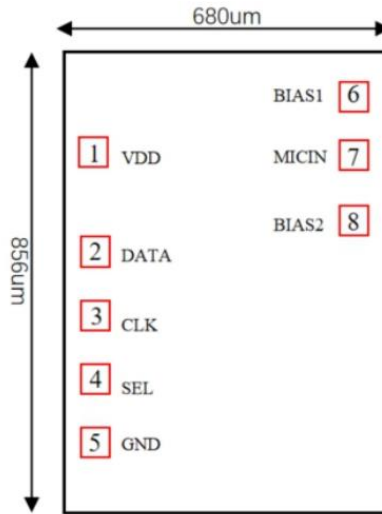 680um
856um
BIAS1 6
1 VDD
MICIN 7
BIAS2 8
2 DATA
3 CLK
4 SEL
5 GND